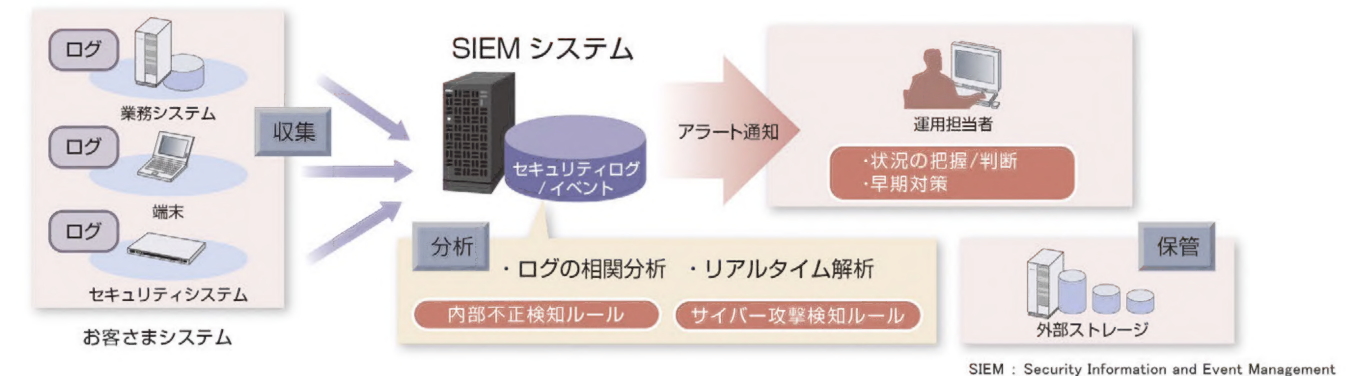 ログ
業務システム
ログ
端末
ログ
セキュリティシステム
お客さまシステム
収集
SIEM システム
セキュリティログ
/イベント
アラート通知
運用担当者
・状況の把握/判断
・早期対策
分析
・ログの相関分析 ・リアルタイム解析
内部不正検知ルール
サイバー攻撃検知ルール
保管
外部ストレージ
SIEM : Security Information and Event Management